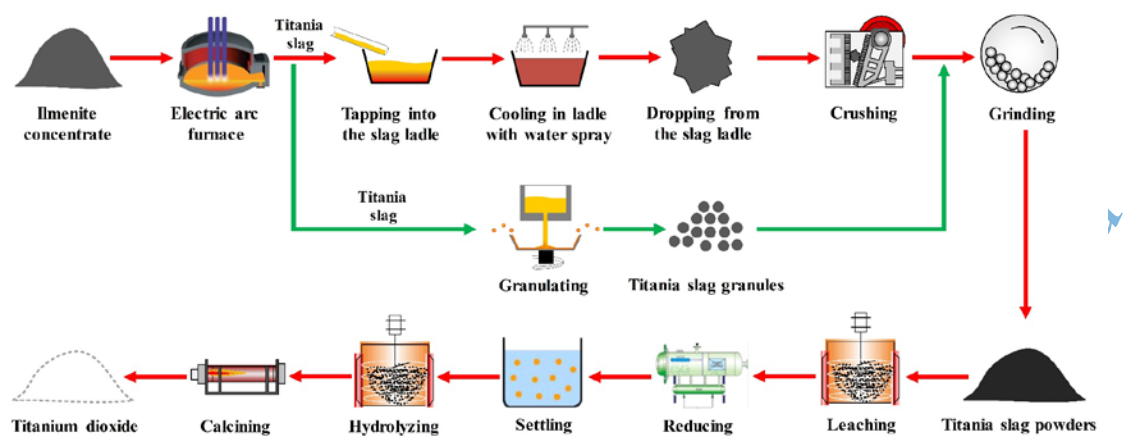 Titania
slag
Ilmenite
concentrate
Electric arc
furnace
Tapping into
the slag ladle
Cooling in ladle
with water spray
Dropping from
the slag ladle
Crushing
Grinding
Titania
slag
Granulating
Titania slag granules
Titanium dioxide
Calcining
Hydrolyzing
Settling
Reducing
Leaching
Titania slag powders